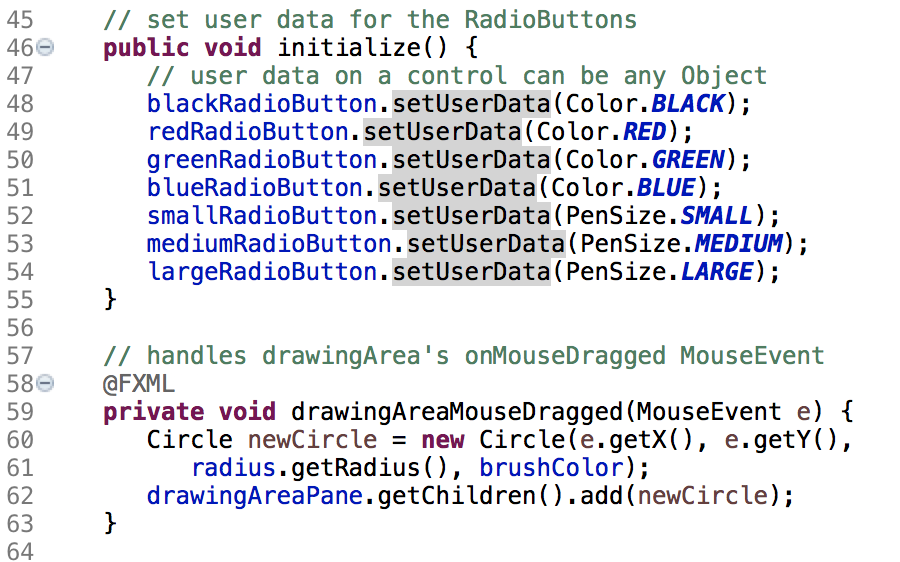 45 // set user data for the RadioButtons
46 public void initialize() {
47 // user data on a control can be any Object
48 blackRadioButton.setUserData(Color.BLACK);
49 redRadioButton.setUserData(Color.RED);
50 greenRadioButton.setUserData(Color.GREEN);
51 blueRadioButton.setUserData(Color.BLUE);
52 smallRadioButton.setUserData(PenSize.SMALL);
53 mediumRadioButton.setUserData(PenSize.MEDIUM);
54 largeRadioButton.setUserData(PenSize.LARGE);
55 }
56
57 // handles drawingArea's onMouseDragged MouseEvent
58 @FXML
59 private void drawingAreaMouseDragged(MouseEvent e) {
60 Circle newCircle = new Circle(e.getX(), e.getY(),
61 radius.getRadius(), brushColor);
62 drawingAreaPane.getChildren().add(newCircle);
63 }
64